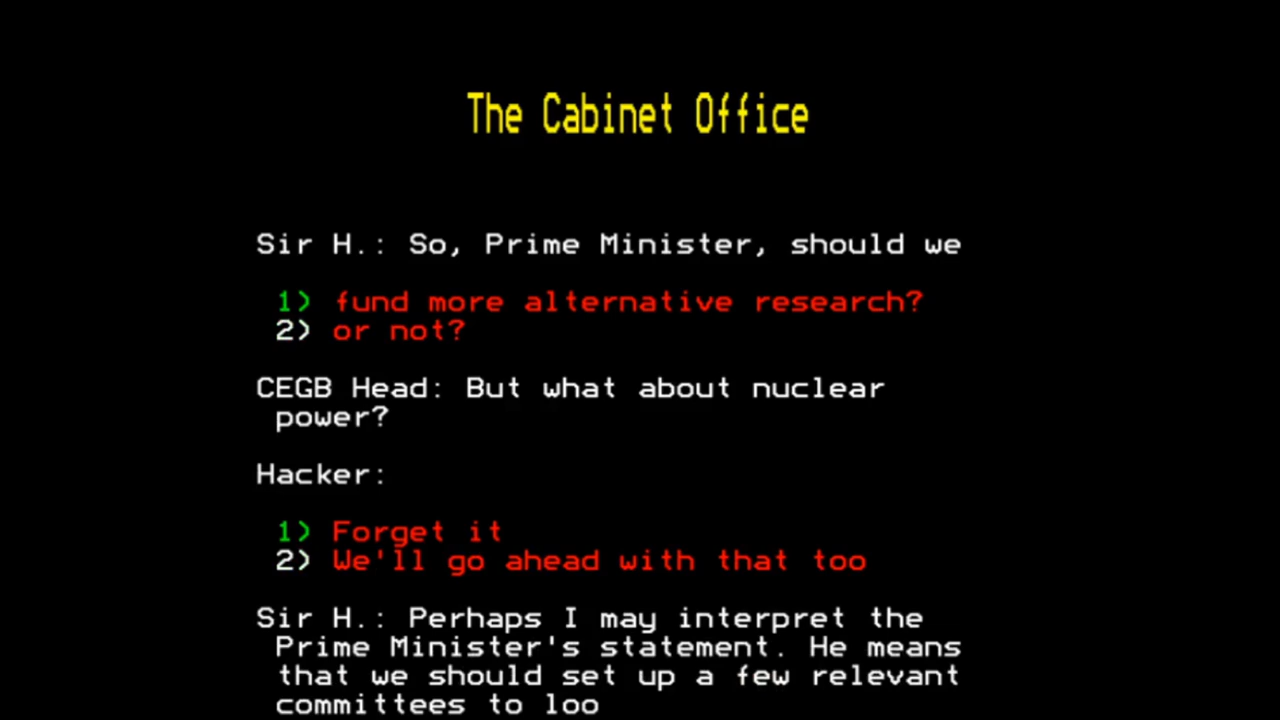 The Cabinet Office
Sir H.: So, Prime Minister, should we
1) fund more alternative research?
2) or not?
CEGB Head: But what about nuclear
power?
Hacker:
1) Forget it
2) We'll go ahead with that too
Sir H.: Perhaps I may interpret the
Prime Minister's statement. He means
that we should set up a few relevant
committees to loo